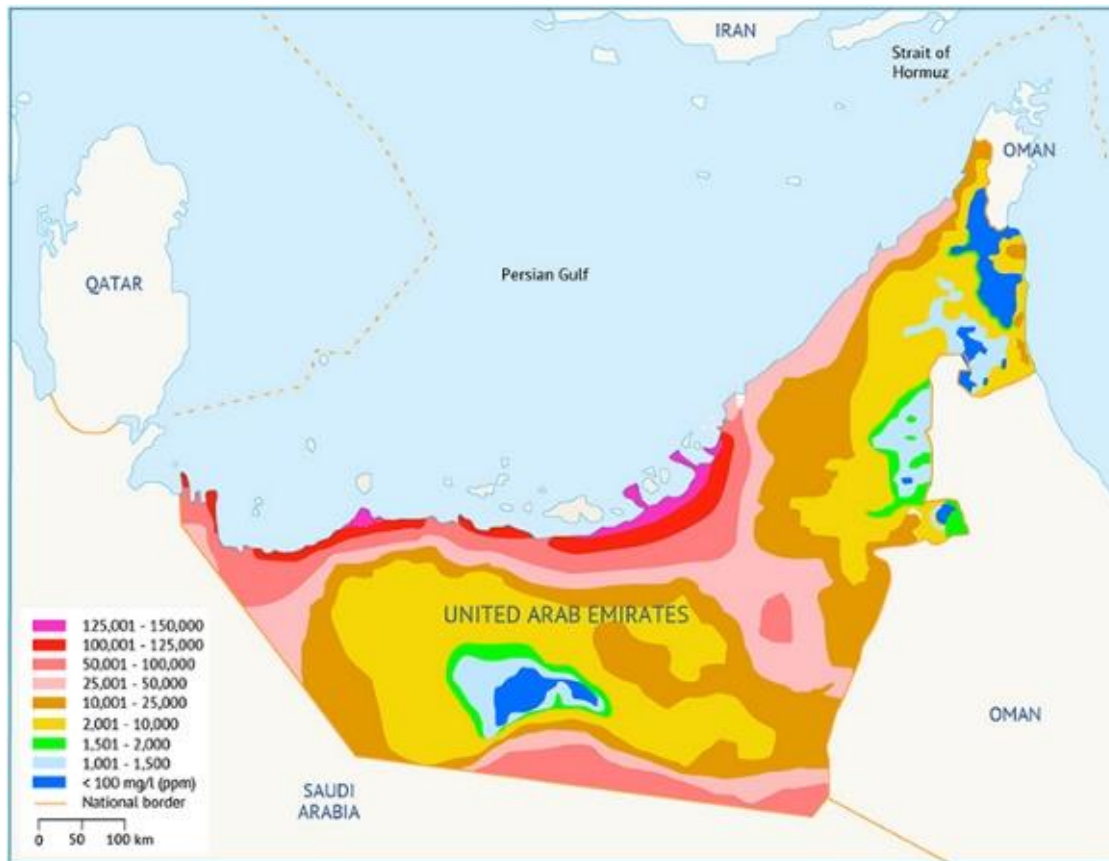 IRAN
Strait of
Hormuz
OMAN
QATAR
Persian Gulf
UNITED ARAB EMIRATES
OMAN
SAUDI
ARABIA
125,001 - 150,000
100,001 - 125,000
50,001 - 100,000
25,001 - 50,000
10,001 - 25,000
2,001 - 10,000
1,501 - 2,000
1,001 - 1,500
< 100 mg/l (ppm)
National border
0 50 100 km